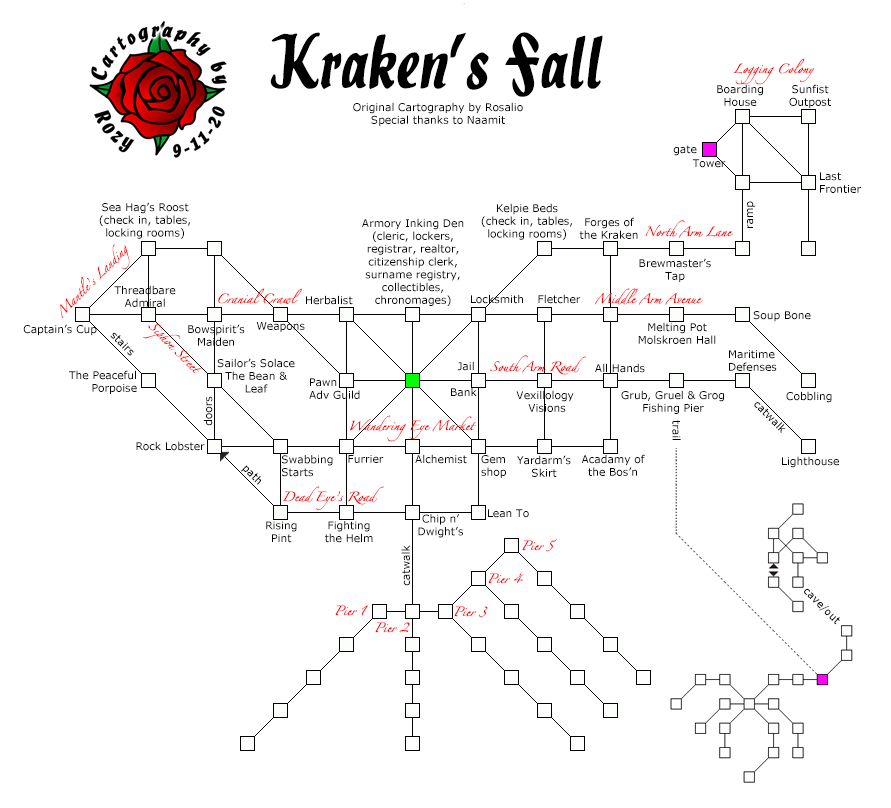 Cartography by
Rozy 9-11-20
Kraken's Fall
Original Cartography by Rosalio
Special thanks to Naamit
Logging Colony
Boarding
House
Sunfist
Outpost
gate
Tower
Last
Frontier
ramp
Sea Hag's Roost
(check in, tables,
locking rooms)
Armory Inking Den
(cleric, lockers,
registrar, realtor,
citizenship clerk,
surname registry,
collectibles,
chronomages)
Kelpie Beds
(check in, tables,
locking rooms)
Forges of
the Kraken
North Arm Lane
Brewmaster's
Tap
Mantle's Landing
Threadbare
Admiral
Cranial Crawl
Herbalist
Locksmith
Fletcher
Middle Arm Avenue
Captain's Cup
stairs
Siphon Street
Bowspirit's
Maiden
Weapons
Melting Pot
Molskroen Hall
Soup Bone
The Peaceful
Porpoise
Sailor's Solace
The Bean &
Leaf
doors
Pawn
Adv Guild
Jail
Bank
South Arm Road
Vexillology
Visions
All Hands
Grub, Gruel & Grog
Fishing Pier
Maritime
Defenses
Cobbling
catwalk
trail
Wandering Eye Market
Rock Lobster
Swabbing
Starts
Furrier
Alchemist
Gem
shop
Yardarm's
Skirt
Acadamy of
the Bos'n
Lighthouse
path
Dead Eye's Road
Rising
Pint
Fighting
the Helm
Chip n'
Dwight's
Lean To
catwalk
Pier 5
Pier 4
Pier 1
Pier 2
Pier 3
cave/out